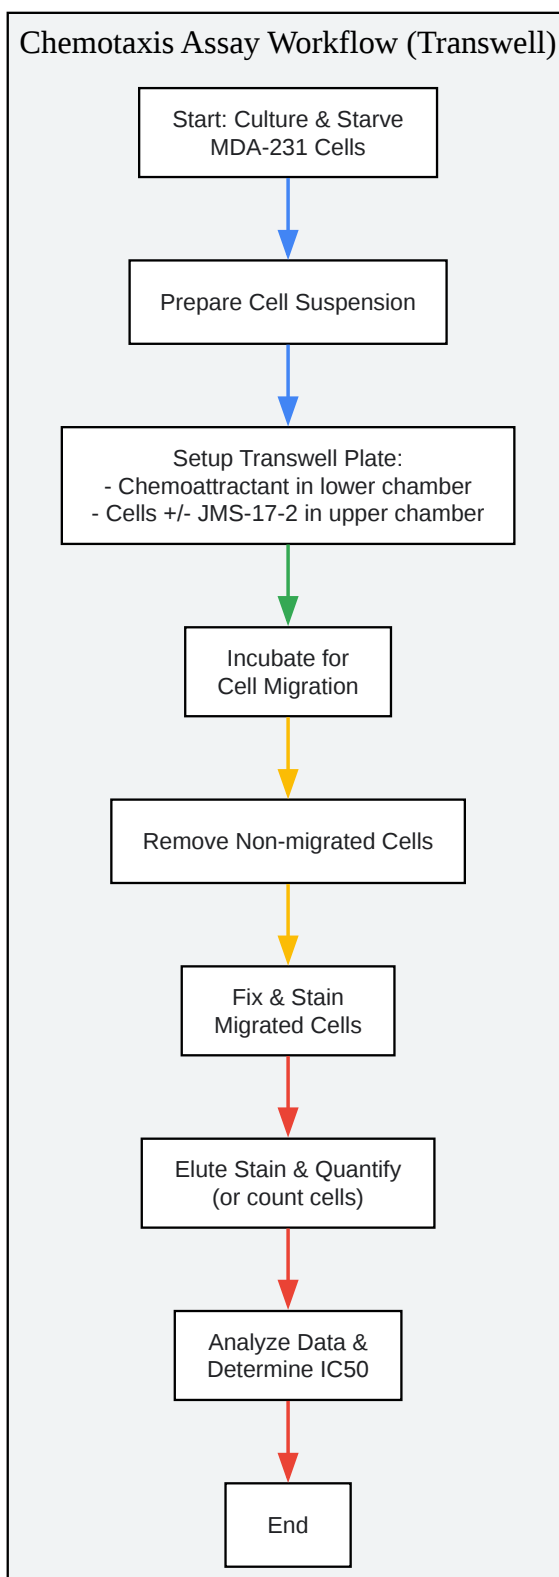 Chemotaxis Assay Workflow (Transwell)
Start: Culture & Starve
MDA-231 Cells
Prepare Cell Suspension
Setup Transwell Plate:
- Chemoattractant in lower chamber
- Cells +/- JMS-17-2 in upper chamber
Incubate for
Cell Migration
Remove Non-migrated Cells
Fix & Stain
Migrated Cells
Elute Stain & Quantify
(or count cells)
Analyze Data &
Determine IC50
End